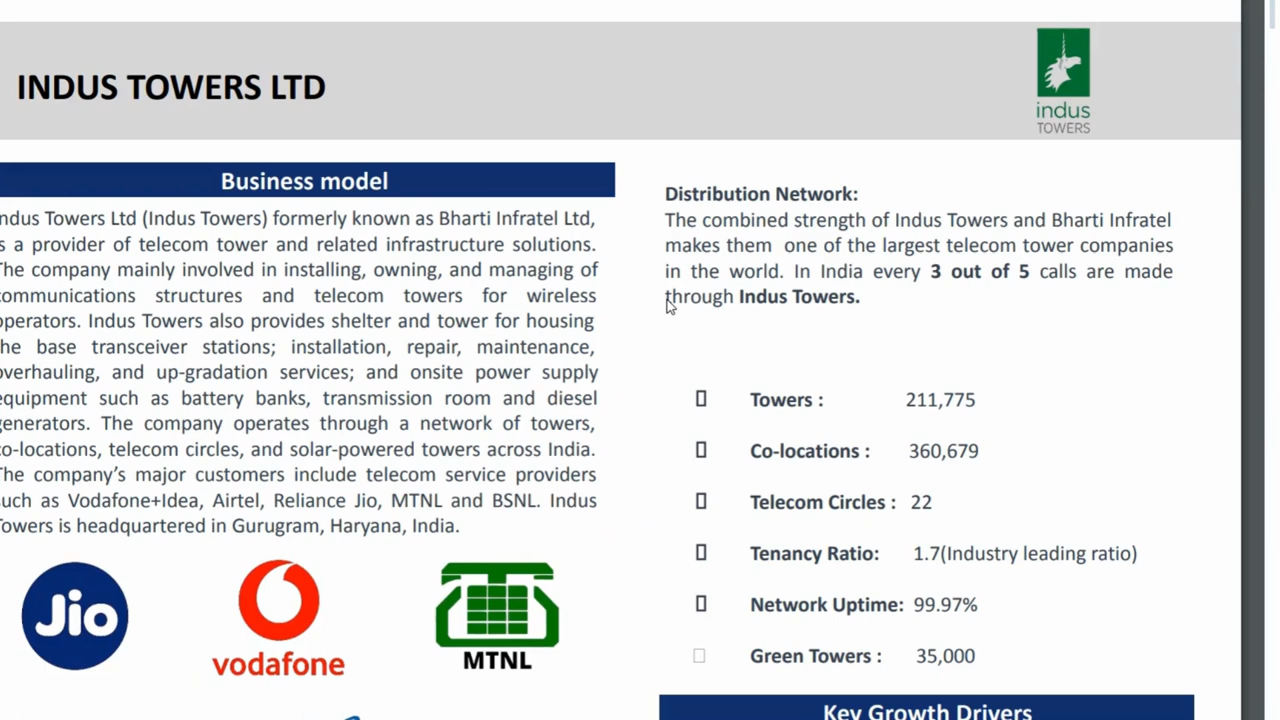 INDUS TOWERS LTD
indus
TOWERS
Business model
ndus Towers Ltd (Indus Towers) formerly known as Bharti Infratel Ltd,
s a provider of telecom tower and related infrastructure solutions.
The company mainly involved in installing, owning, and managing of
communications structures and telecom towers for wireless
operators. Indus Towers also provides shelter and tower for housing
the base transceiver stations; installation, repair, maintenance,
overhauling, and up-gradation services; and onsite power supply
equipment such as battery banks, transmission room and diesel
generators. The company operates through a network of towers,
co-locations, telecom circles, and solar-powered towers across India.
The company's major customers include telecom service providers
such as Vodafone+Idea, Airtel, Reliance Jio, MTNL and BSNL. Indus
Towers is headquartered in Gurugram, Haryana, India.
Jio
vodafone
MTNL
Distribution Network:
The combined strength of Indus Towers and Bharti Infratel
makes them one of the largest telecom tower companies
in the world. In India every 3 out of 5 calls are made
through Indus Towers.
Towers : 211,775
Co-locations : 360,679
Telecom Circles : 22
Tenancy Ratio: 1.7(Industry leading ratio)
Network Uptime: 99.97%
Green Towers : 35,000
Key Growth Drivers